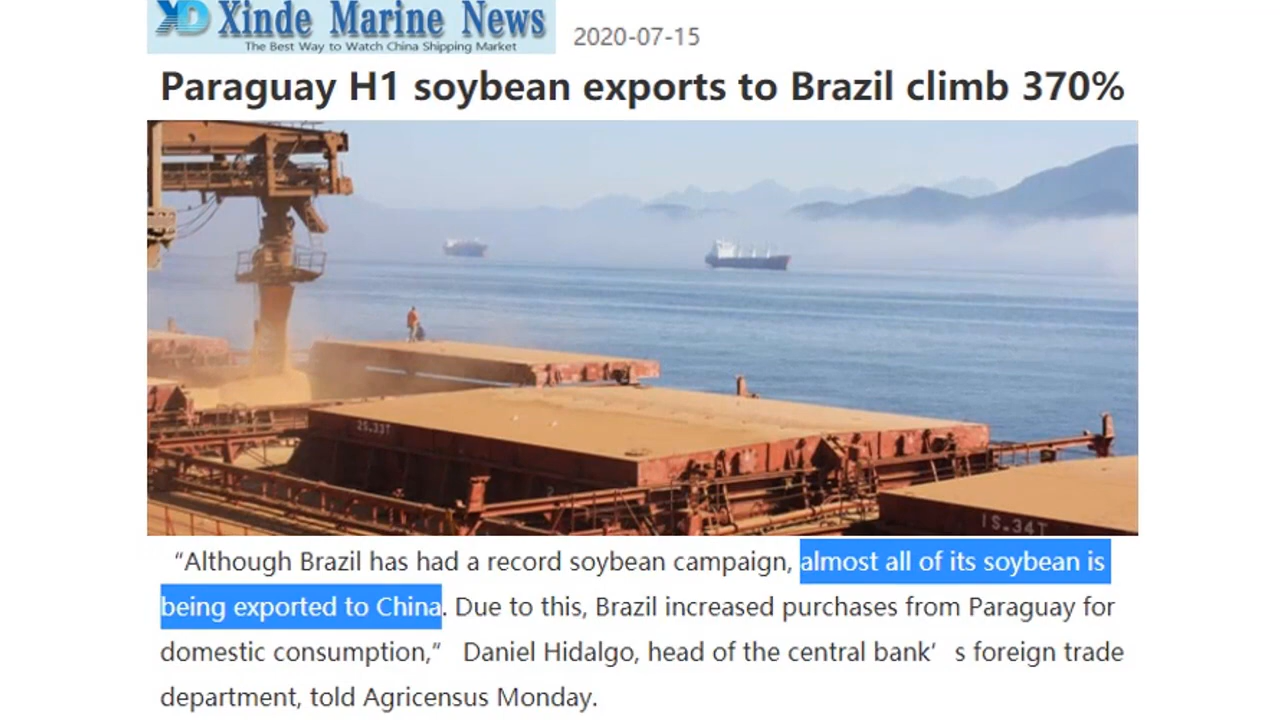 Xinde Marine News
The Best Way to Watch China Shipping Market
2020-07-15
Paraguay H1 soybean exports to Brazil climb 370%
2S.33T
1S.34T
“Although Brazil has had a record soybean campaign, almost all of its soybean is
being exported to China. Due to this, Brazil increased purchases from Paraguay for
domestic consumption,” Daniel Hidalgo, head of the central bank’s foreign trade
department, told Agricensus Monday.